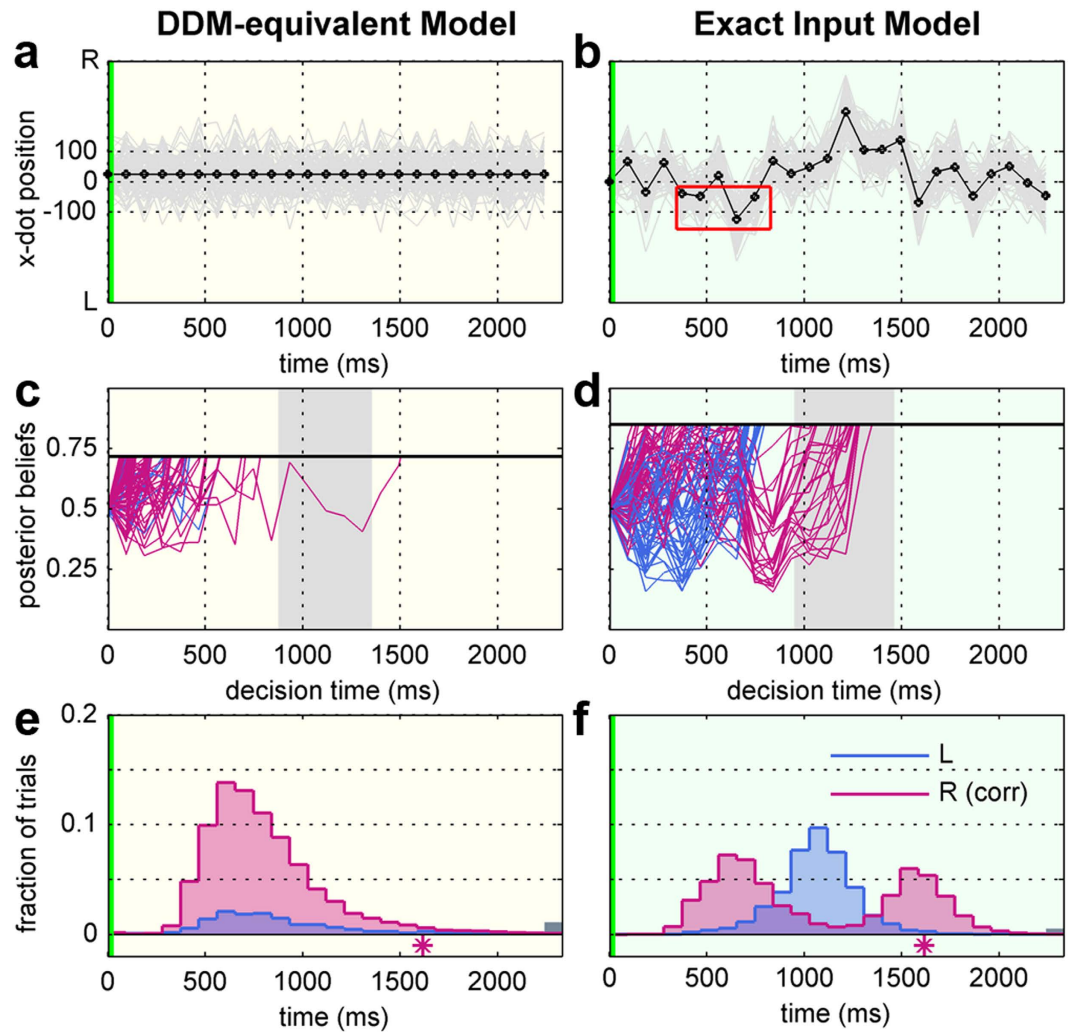 DDM-equivalent Model
Exact Input Model
a
x-dot position
R
100
0
-100
L
0 500 1000 1500 2000
time (ms)
b
0 500 1000 1500 2000
time (ms)
c
posterior beliefs
0.75
0.5
0.25
0 500 1000 1500 2000
decision time (ms)
d
0 500 1000 1500 2000
decision time (ms)
e
fraction of trials
0.2
0.1
0
0 500 1000 1500 2000
time (ms)
f
L
R (corr)
0 500 1000 1500 2000
time (ms)